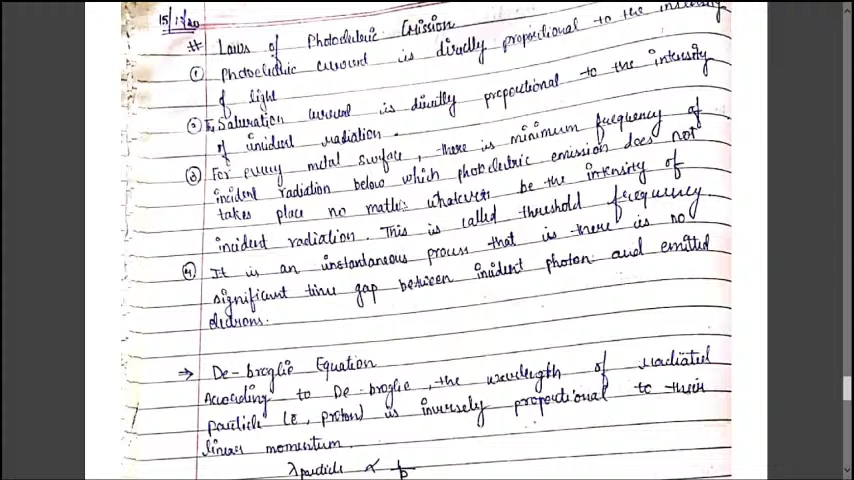 15/12/20
# Laws of Photoelectric Emission
① Photoelectric current is directly proportional to the intensity
of light
② The Saturation current is directly proportional to the intensity
of incident radiation.
③ For every metal surface, there is minimum frequency of
incident radiation below which photoelectric emission does not
takes place no matter whatever be the intensity of
incident radiation. This is called threshold frequency
④ It is an instantaneous process that is there is no
significant time gap between incident photon and emitted
electrons.
⇒ De-broglie Equation
According to De-broglie, the wavelength of radiated
particle (e⁻, proton) is inversely proportional to their
linear momentum.
λparticle ∝ 1/p